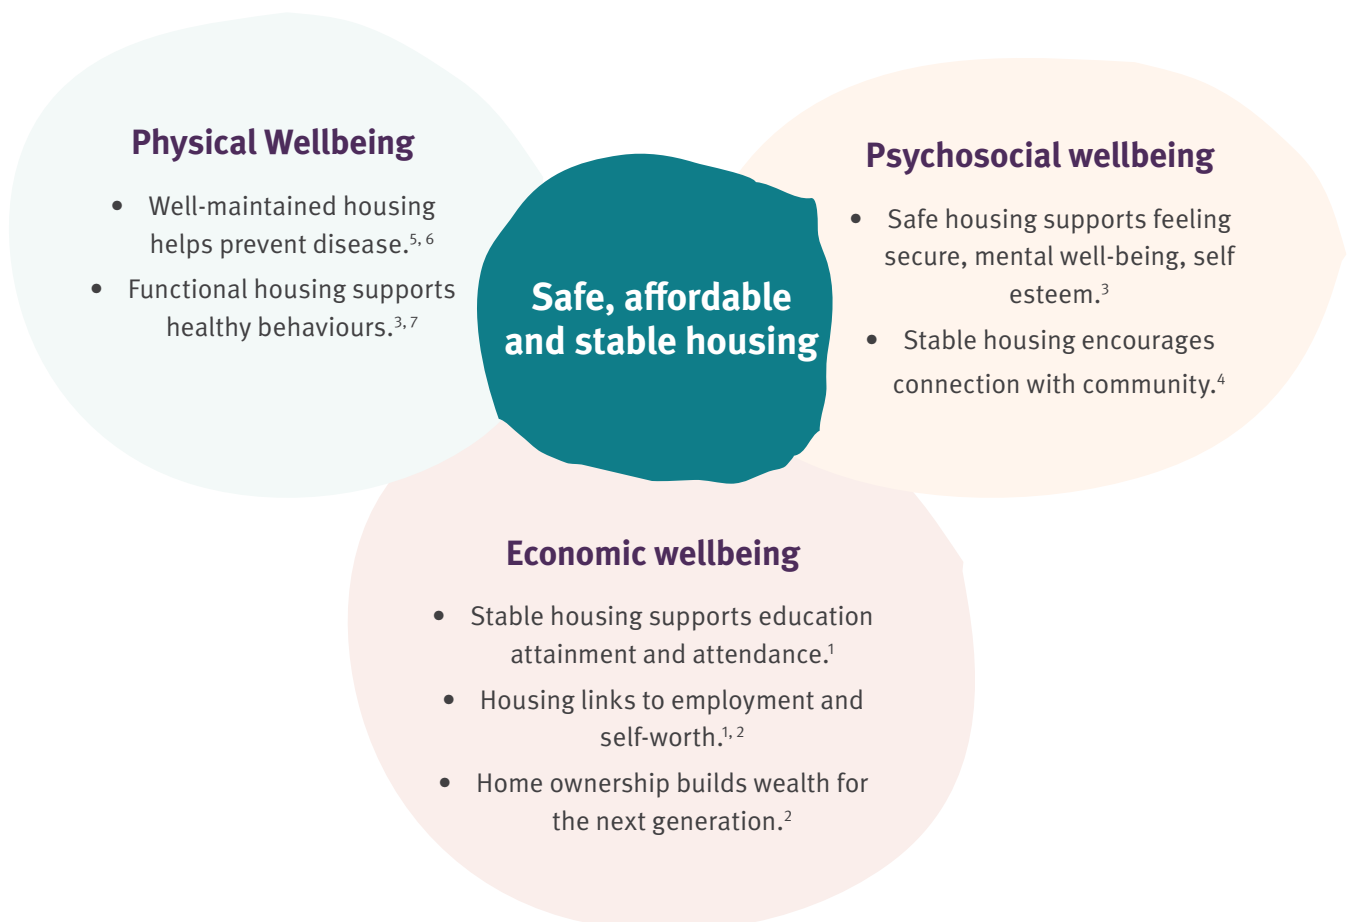 Physical Wellbeing
• Well-maintained housing
helps prevent disease.5, 6
• Functional housing supports
healthy behaviours.3, 7
Safe, affordable
and stable housing
Psychosocial wellbeing
• Safe housing supports feeling
secure, mental well-being, self
esteem.3
• Stable housing encourages
connection with community.4
Economic wellbeing
• Stable housing supports education
attainment and attendance.1
• Housing links to employment and
self-worth.1, 2
• Home ownership builds wealth for
the next generation.2